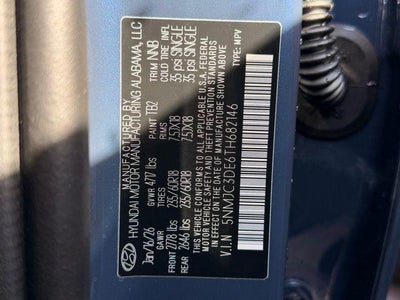 MANUFACTURED BY
HYUNDAI MOTOR MANUFACTURING ALABAMA, LLC
Jan/16/26 PAINT TB2 TRIM NNB
GVWR 4777 lbs
TIRES RIMS COLD TIRE INFL.
FRONT 2778 lbs 235/60R18 7.5JX18 35 psi SINGLE
REAR 2646 lbs 235/60R18 7.5JX18 35 psi SINGLE
THIS VEHICLE CONFORMS TO ALL APPLICABLE U.S.A. FEDERAL
MOTOR VEHICLE SAFETY, BUMPER, AND THEFT PREVENTION STANDARDS
IN EFFECT ON THE DATE OF MANUFACTURE SHOWN ABOVE.
V.I.N. 5NMJC3DE6TH682146 TYPE: MPV